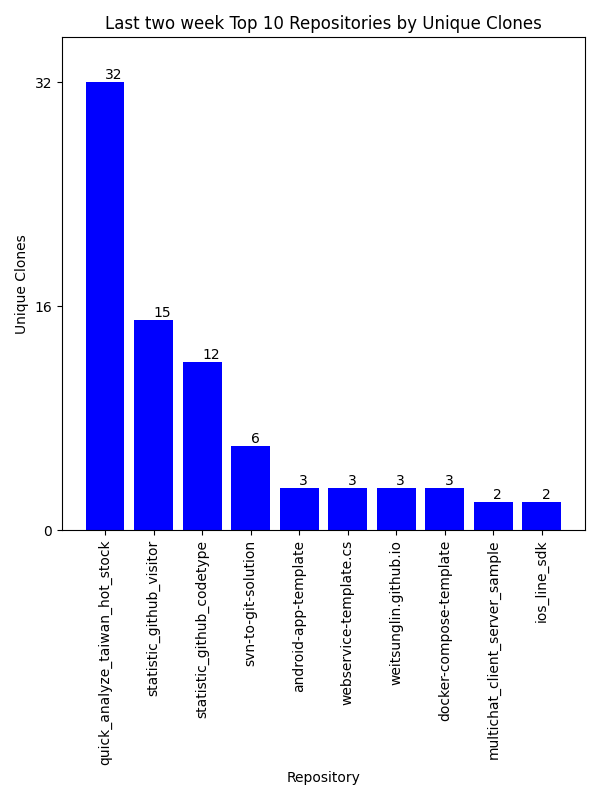 Last two week Top 10 Repositories by Unique Clones
32
16
0
Unique Clones
32
15
12
6
3
3
3
3
2
2
quick_analyze_taiwan_hot_stock
statistic_github_visitor
statistic_github_codetype
svn-to-git-solution
android-app-template
webservice-template.cs
weitsunglin.github.io
docker-compose-template
multichat_client_server_sample
ios_line_sdk
Repository